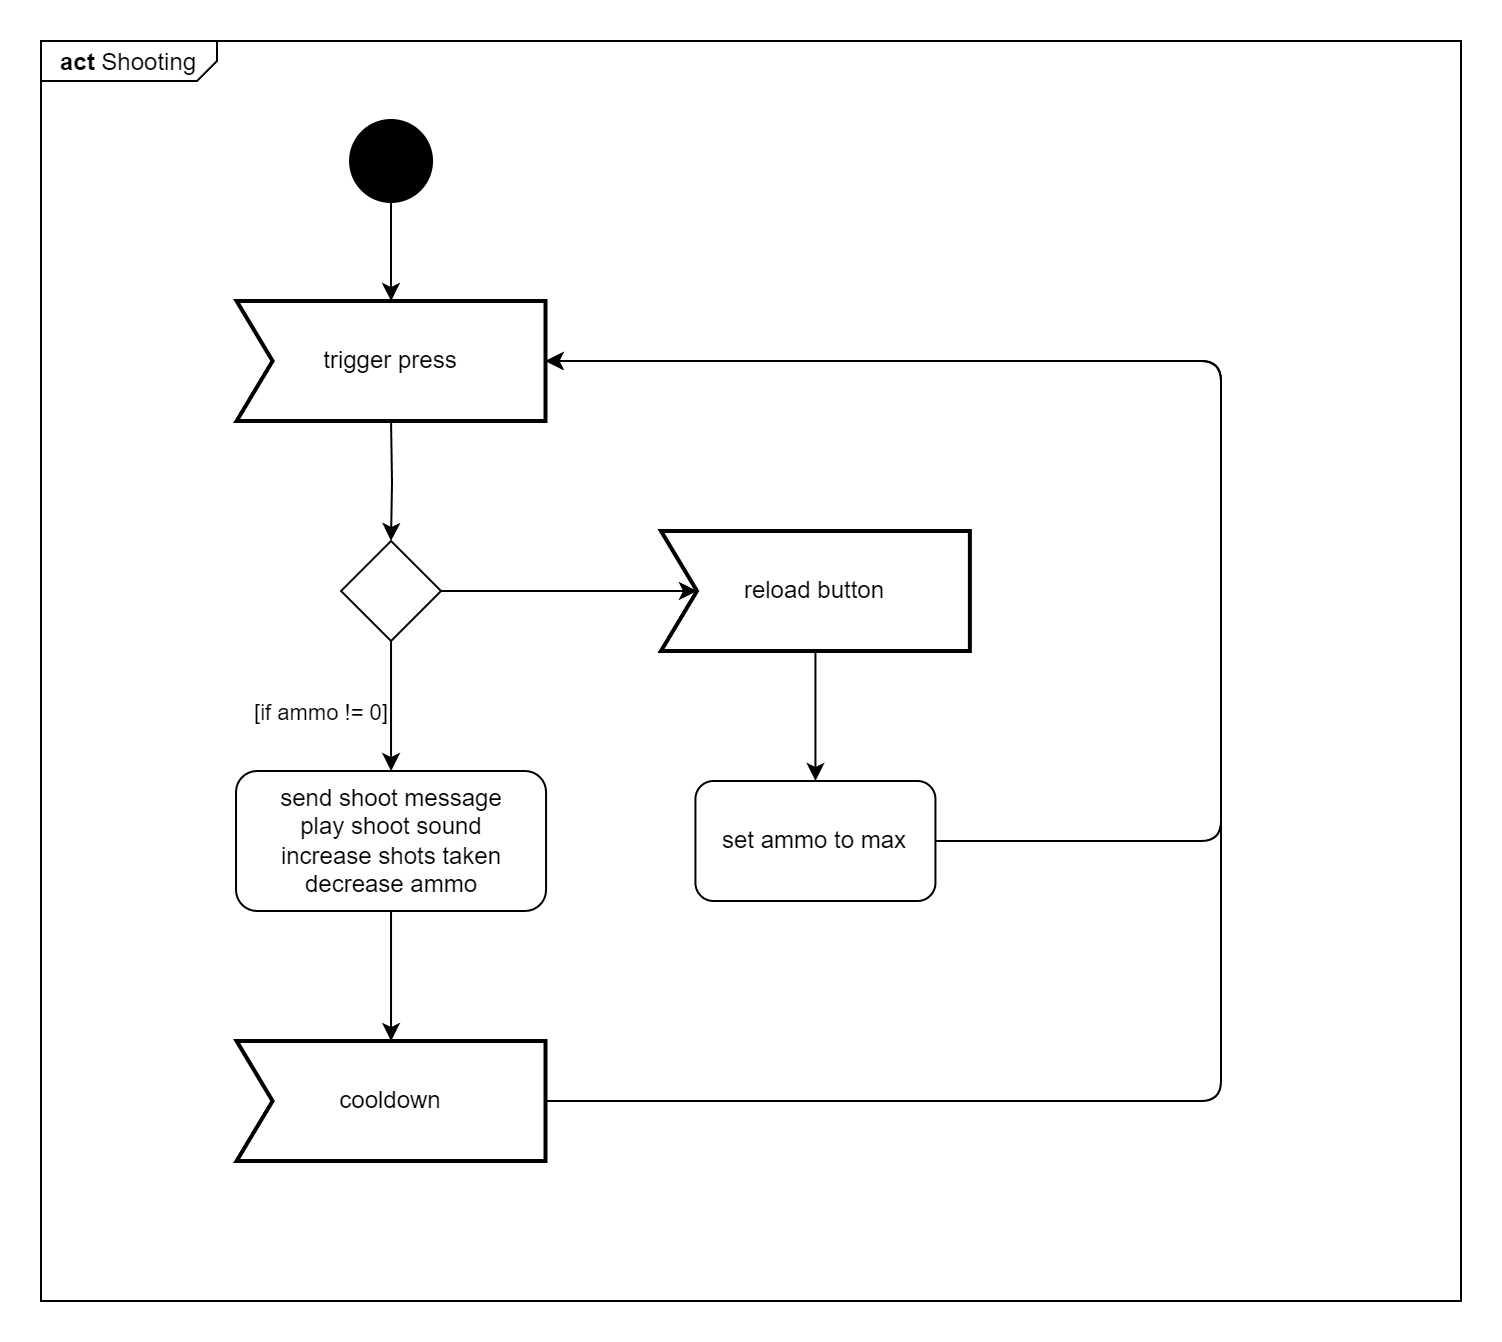 act Shooting
trigger press
reload button
[if ammo != 0]
send shoot message
play shoot sound
increase shots taken
decrease ammo
set ammo to max
cooldown